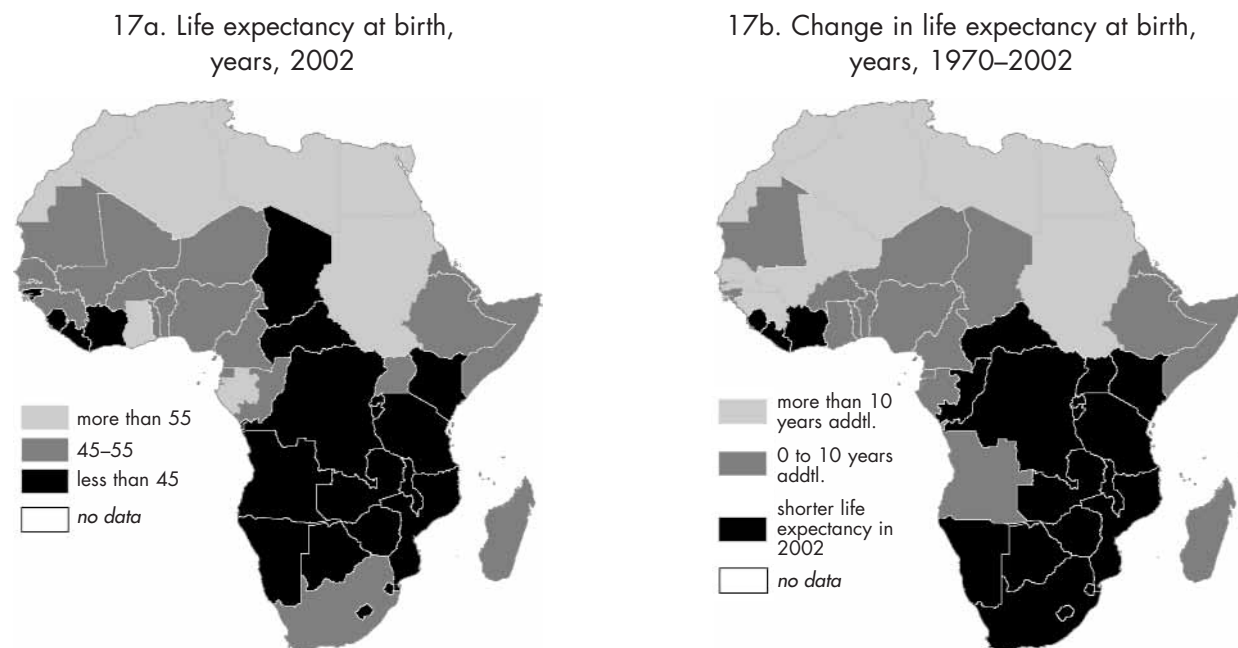 17a. Life expectancy at birth,
years, 2002
more than 55
45–55
less than 45
no data
17b. Change in life expectancy at birth,
years, 1970–2002
more than 10
years addtl.
0 to 10 years
addtl.
shorter life
expectancy in
2002
no data